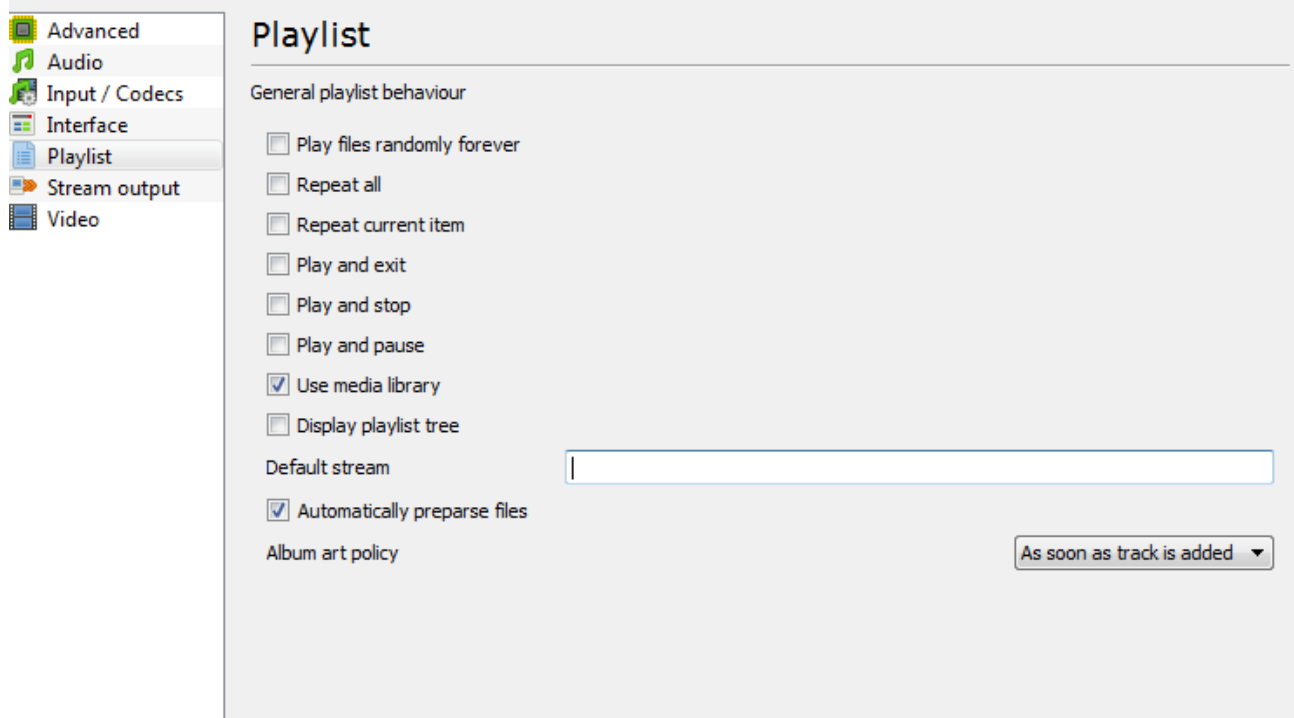 Advanced
Audio
Input / Codecs
Interface
Playlist
Stream output
Video
Playlist
General playlist behaviour
Play files randomly forever
Repeat all
Repeat current item
Play and exit
Play and stop
Play and pause
Use media library
Display playlist tree
Default stream
Automatically preparse files
Album art policy
As soon as track is added